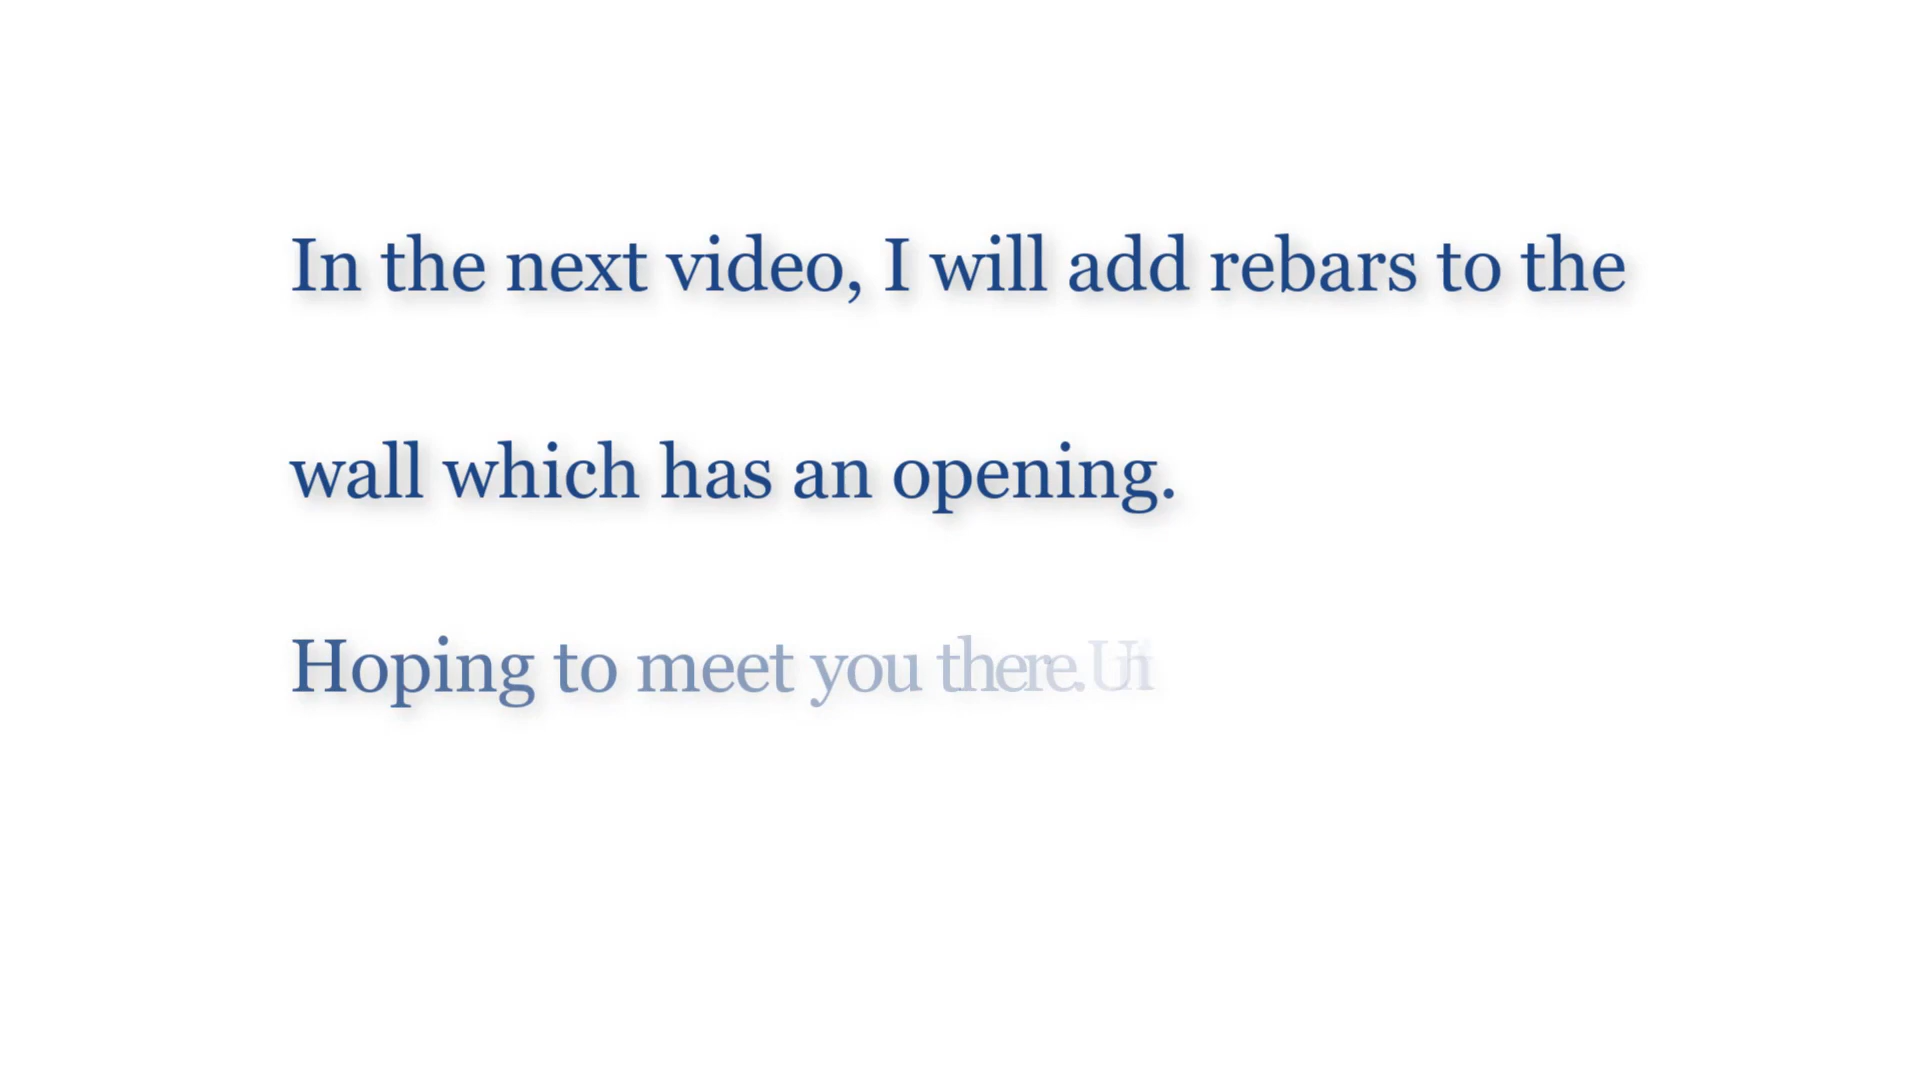 In the next video, I will add rebars to the
wall which has an opening.
Hoping to meet you there.